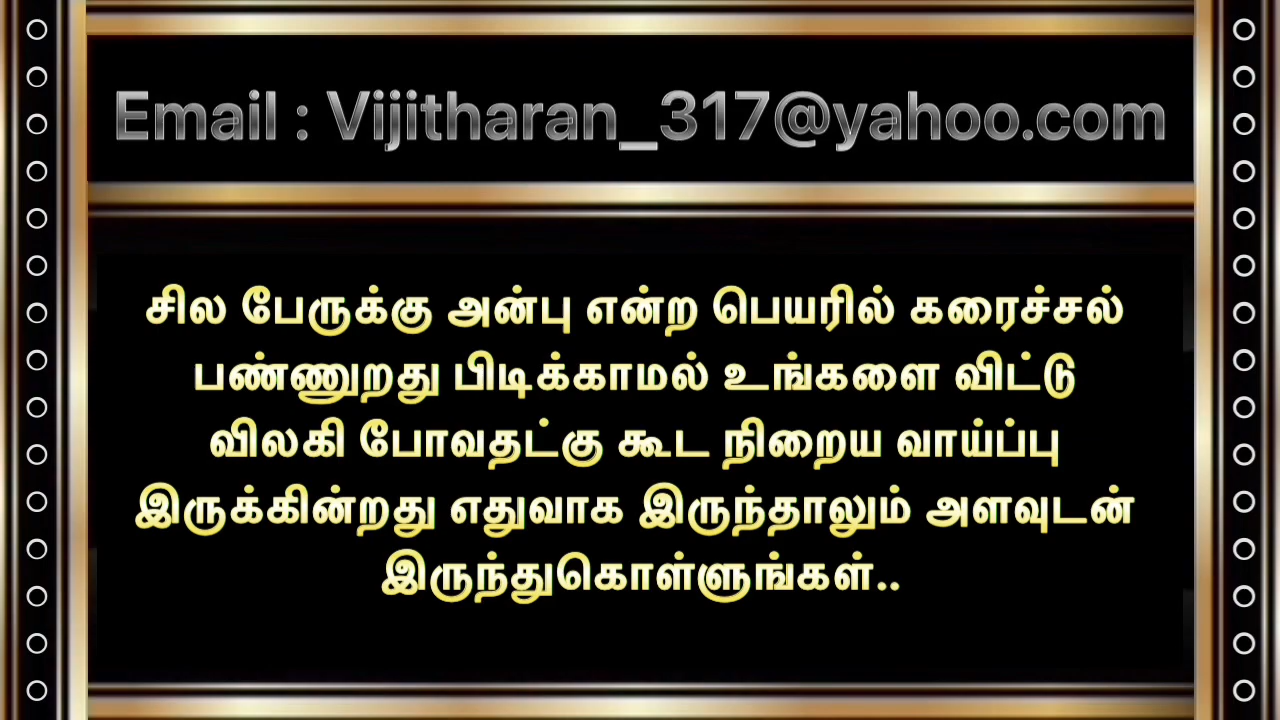 Email : Vijitharan_317@yahoo.com
சில பேருக்கு அன்பு என்ற பெயரில் கரைச்சல்
பண்ணுறது பிடிக்காமல் உங்களை விட்டு
விலகி போவதட்கு கூட நிறைய வாய்ப்பு
இருக்கின்றது எதுவாக இருந்தாலும் அளவுடன்
இருந்துகொள்ளுங்கள்..